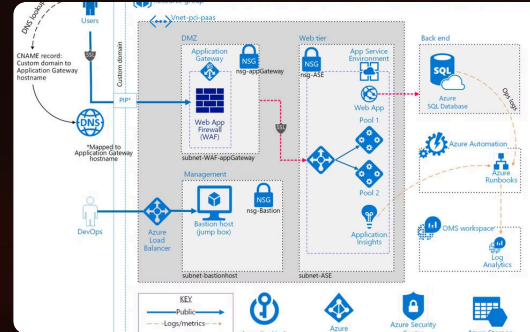 Users
DNS lookup
CNAME record:
Custom domain to
Application Gateway
hostname
DNS
*Mapped to
Application Gateway
hostname
DevOps
Custom domain
SSL
PIP*
Vnet-pci-paas
DMZ
Application
Gateway
NSG
nsg-appGateway
Web App
Firewall
(WAF)
subnet-WAF-appGateway
SSL
Management
NSG
nsg-Bastion
Azure
Load
Balancer
Bastion host
(jump box)
subnet-bastionhost
Web tier
NSG
nsg-ASE
App Service
Environment
Web App
Pool 1
Pool 2
Application
Insights
subnet-ASE
Back end
SQL
Azure
SQL Database
Ops logs
Azure Automation
Azure
Runbooks
OMS workspace
Log
Analytics
KEY
Public
Logs/metrics
Azure
Azure Security